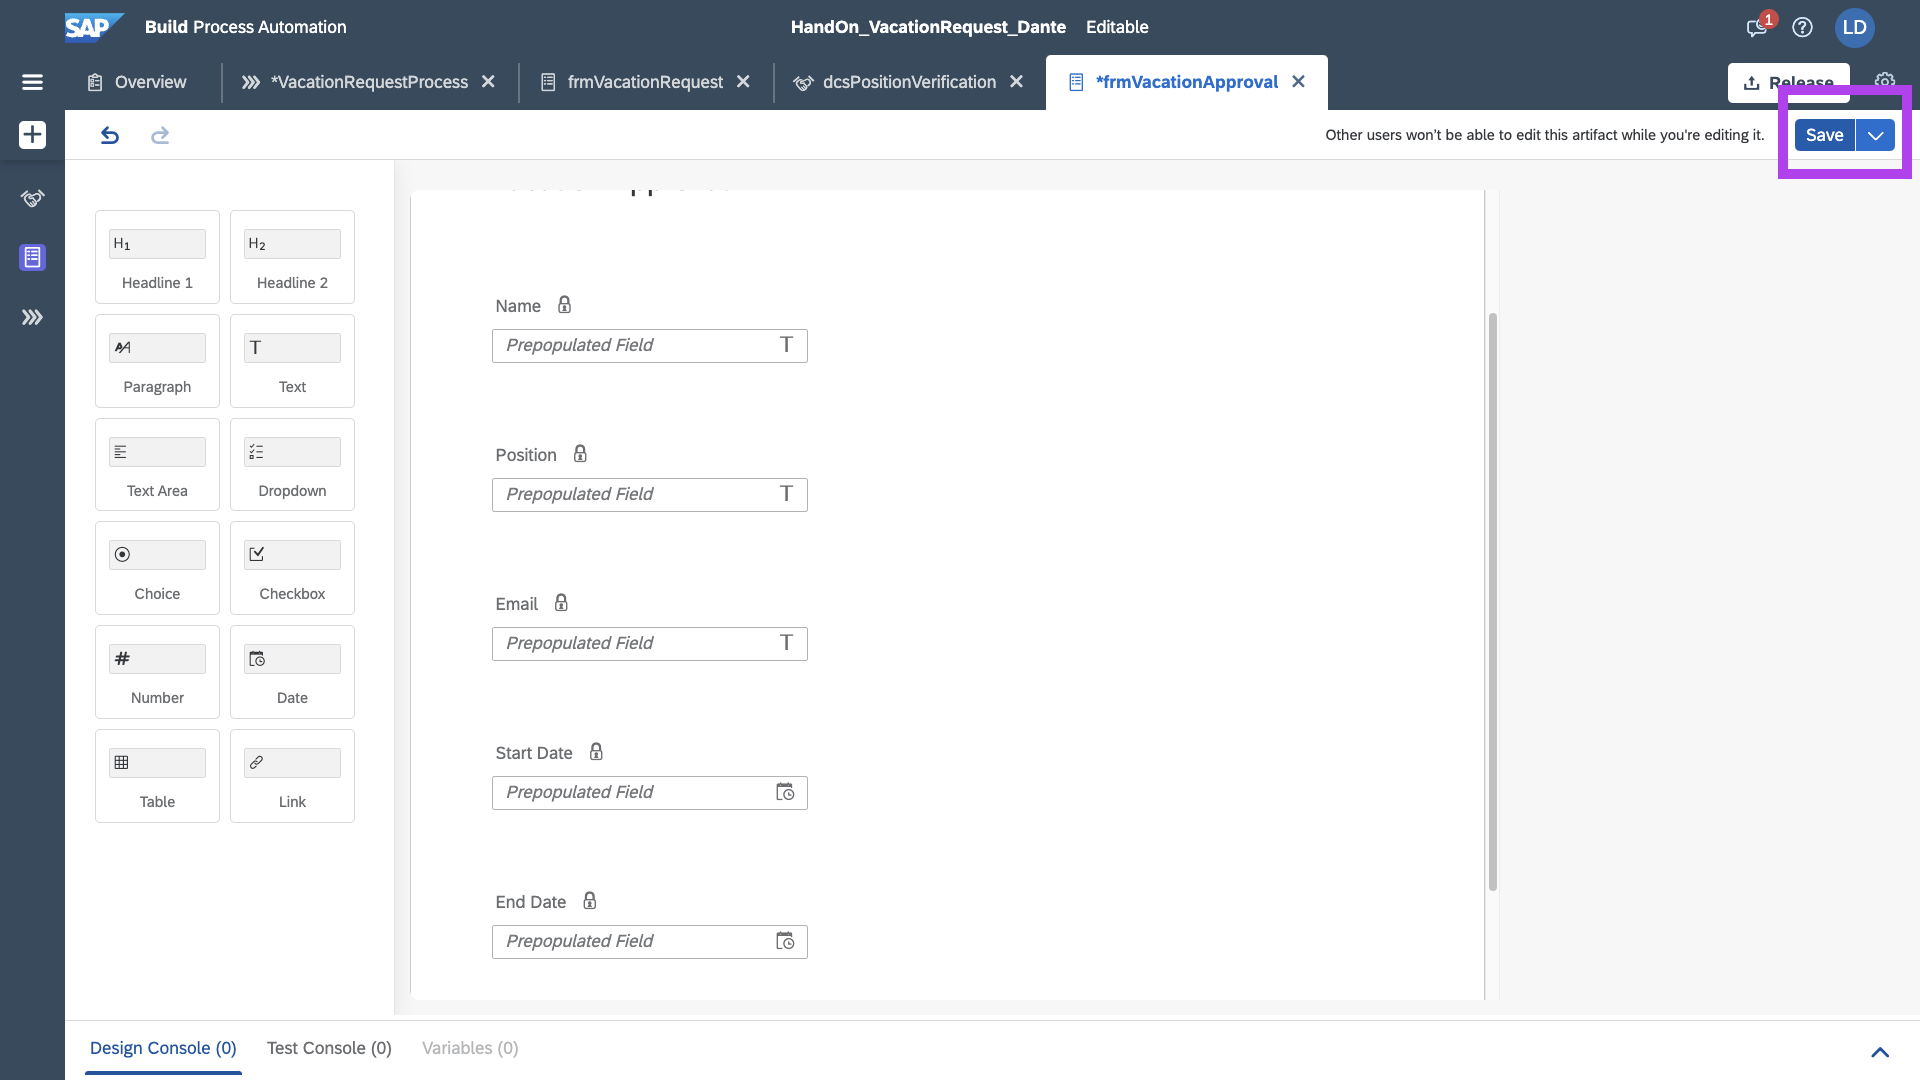 SAP Build Process Automation
HandOn_VacationRequest_Dante Editable
1
LD
Overview
*VacationRequestProcess
frmVacationRequest
dcsPositionVerification
*frmVacationApproval
Release
Other users won't be able to edit this artifact while you're editing it.
Save
H1
Headline 1
H2
Headline 2
Paragraph
T
Text
Text Area
Dropdown
Choice
Checkbox
#
Number
Date
Table
Link
Name
Prepopulated Field T
Position
Prepopulated Field T
Email
Prepopulated Field T
Start Date
Prepopulated Field
End Date
Prepopulated Field
Design Console (0)
Test Console (0)
Variables (0)